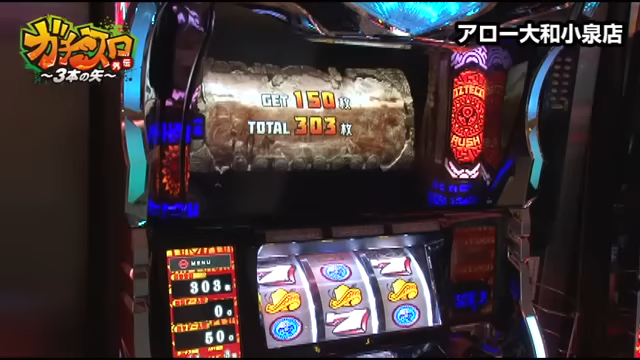 ガチスロ
外伝
～3本の矢～
アロー大和小泉店
GET 150枚
TOTAL 303枚
AZTECA
RUSH
MENU
303
0
50